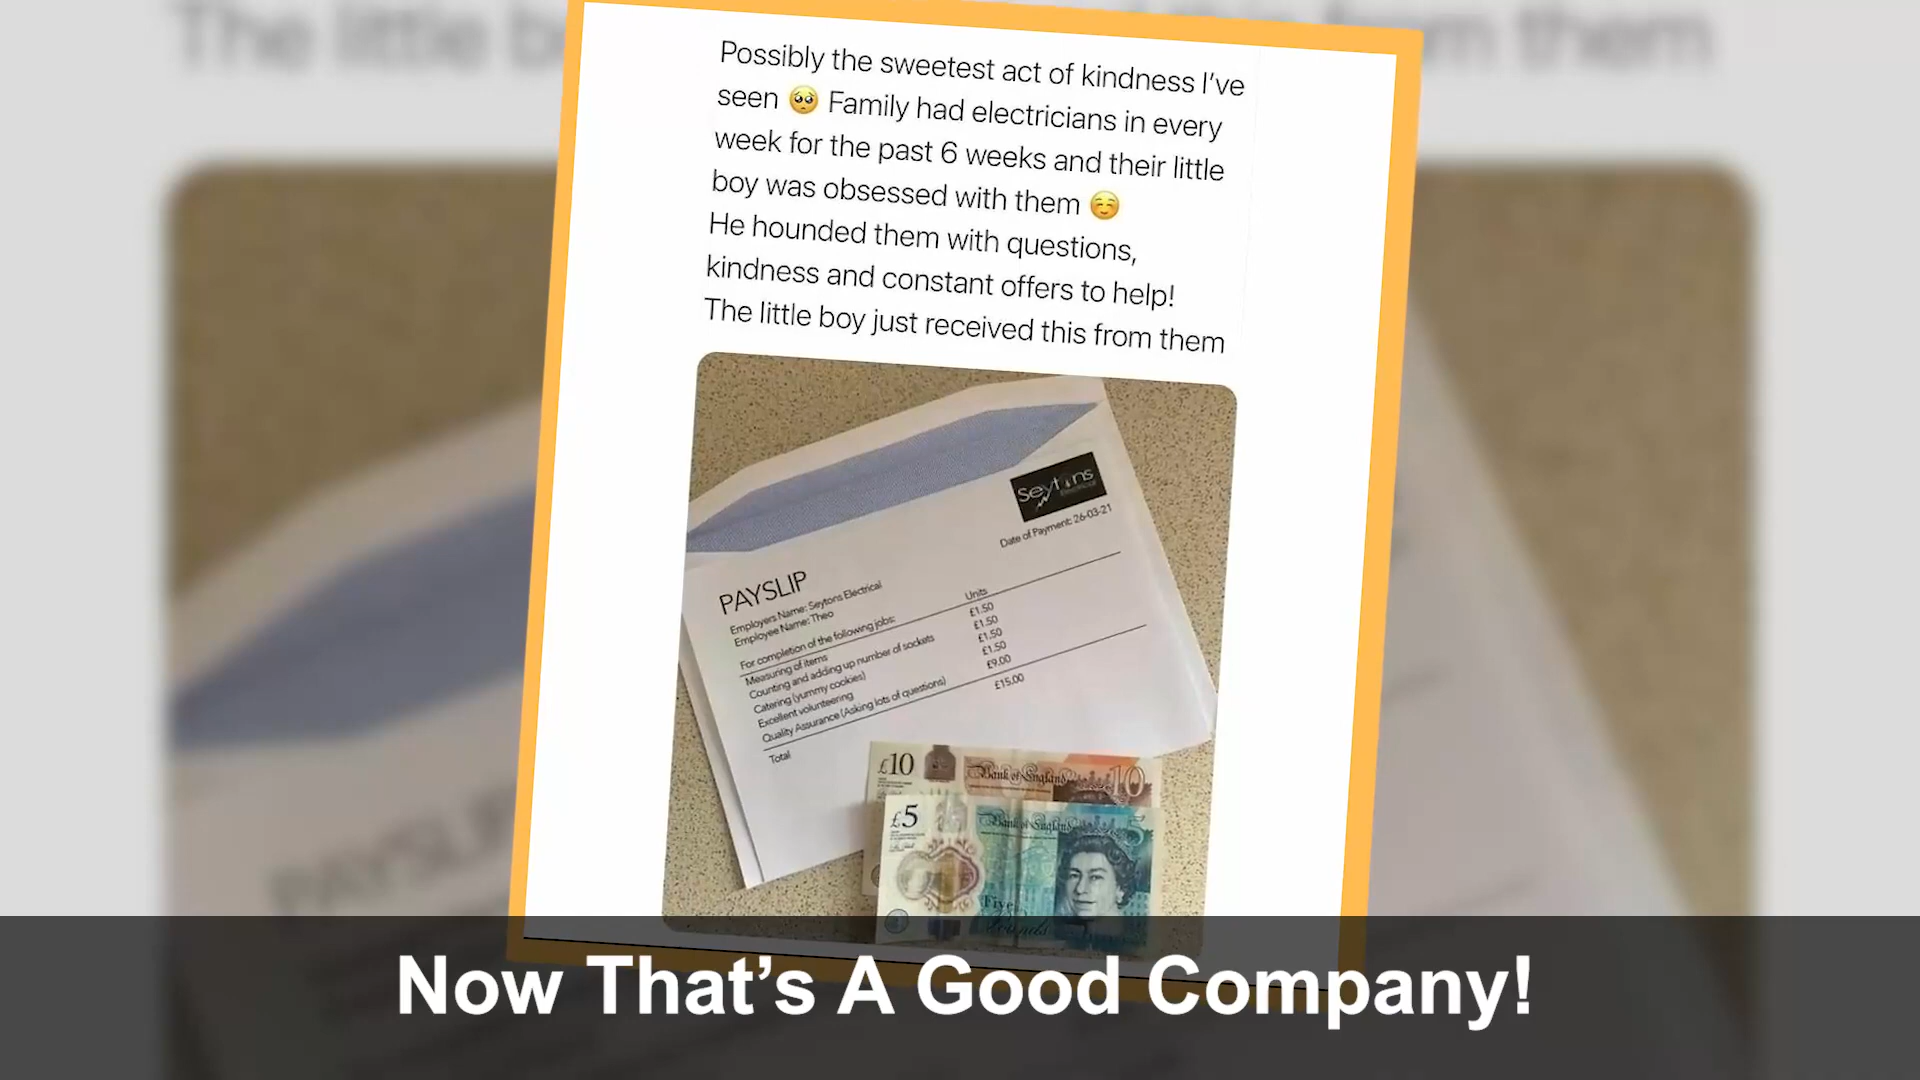 The little b
m them
Possibly the sweetest act of kindness I've
seen 🥺 Family had electricians in every
week for the past 6 weeks and their little
boy was obsessed with them ☺️
He hounded them with questions,
kindness and constant offers to help!
The little boy just received this from them
Seytons
Date of Payment: 26-03-21
PAYSLIP
Employers Name: Seytons Electrical
Employee Name: Theo
For completion of the following jobs: Units
Measuring of items £1.50
Counting and adding up number of sockets £1.50
Catering (yummy cookies) £1.50
Excellent volunteering £1.50
Quality Assurance (Asking lots of questions) £9.00
Total £15.00
£10 Bank of England 10
£5 Bank of England 5
Five
Pounds
PAYSLIP
Now That's A Good Company!